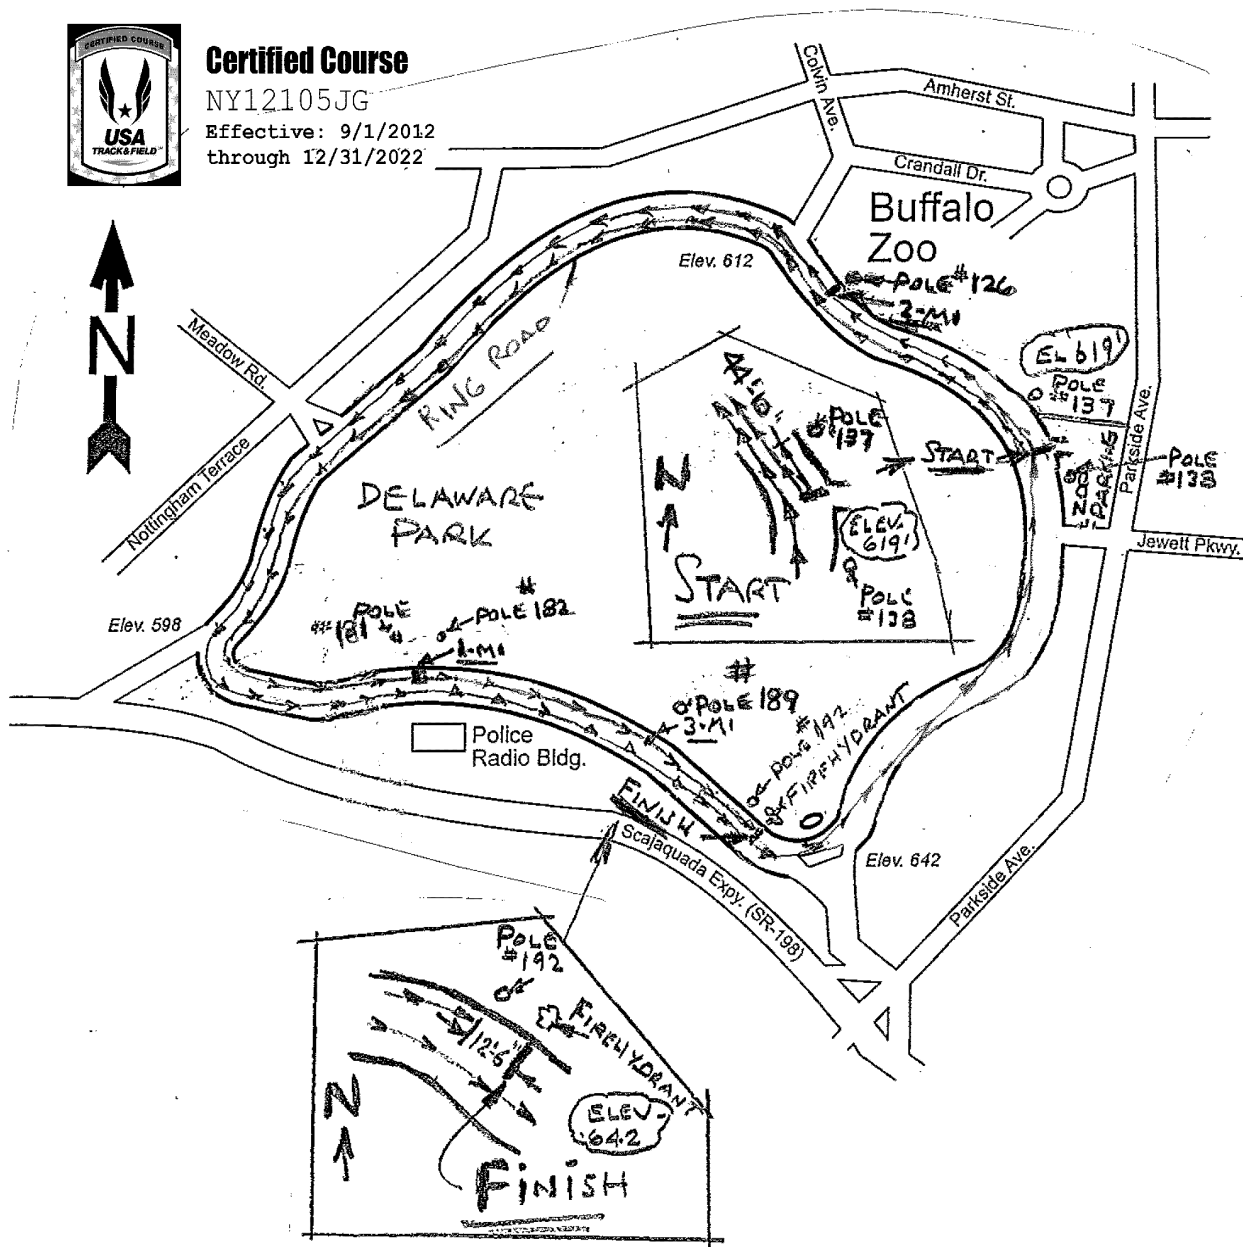 CERTIFIED COURSE
USA
TRACK & FIELD
Certified Course
NY12105JG
Effective: 9/1/2012
through 12/31/2022
N
Colvin Ave.
Amherst St.
Crandall Dr.
Buffalo
Zoo
Elev. 612
POLE #126
2-MI
EL 619'
POLE
#137
Meadow Rd.
RING ROAD
Nottingham Terrace
Parkside Ave.
START
ZOO
PARKING
POLE
#138
Jewett Pkwy.
DELAWARE
PARK
POLE
#137
N
ELEV.
619'
START
POLE
#138
Elev. 598
POLE
#181
#
POLE 182
1-MI
#
POLE 189
3-MI
Police
Radio Bldg.
POLE #192
FIREHYDRANT
FINISH
Scajaquada Expy. (SR-198)
Elev. 642
Parkside Ave.
POLE
#192
FIREHYDRANT
12'-6"
N
ELEV-
642
FINISH